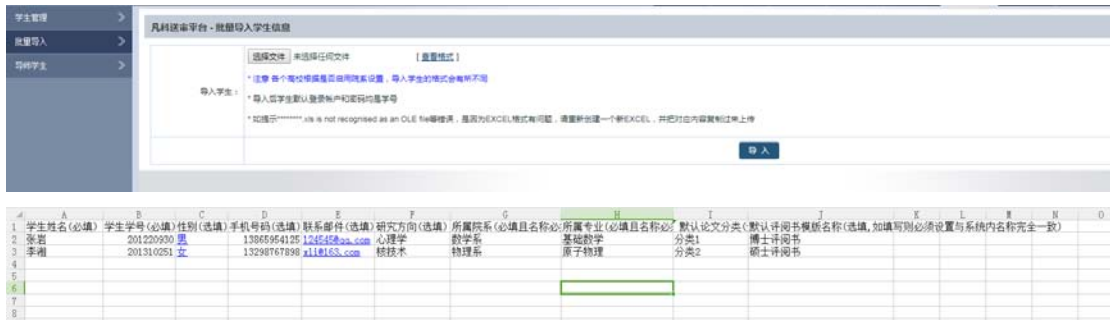 学生管理
批量导入
导师学生
凡科送审平台 - 批量导入学生信息
导入学生：
选择文件 未选择任何文件 [ 查看格式 ]
* 注意 各个高校根据是否启用院系设置，导入学生的格式会有所不同
* 导入后学生默认登录帐户和密码均是学号
* 如提示********.xls is not recognised as an OLE file等错误，是因为EXCEL格式有问题，请重新创建一个新EXCEL，并把对应内容复制过来上传
导 入
A B C D E F G H I J K L M N O
1 学生姓名(必填) 学生学号(必填) 性别(选填) 手机号码(选填) 联系邮件(选填) 研究方向(选填) 所属院系(必填且名称必 所属专业(必填且名称必 默认论文分类( 默认评阅书模版名称(选填,如填写则必须设置与系统内名称完全一致)
2 张岩 201220930 男 13865954125 124545@qq.com 心理学 数学系 基础数学 分类1 博士评阅书
3 李湘 201310251 女 13298767898 xli@163.com 核技术 物理系 原子物理 分类2 硕士评阅书
4
5
6
7
8